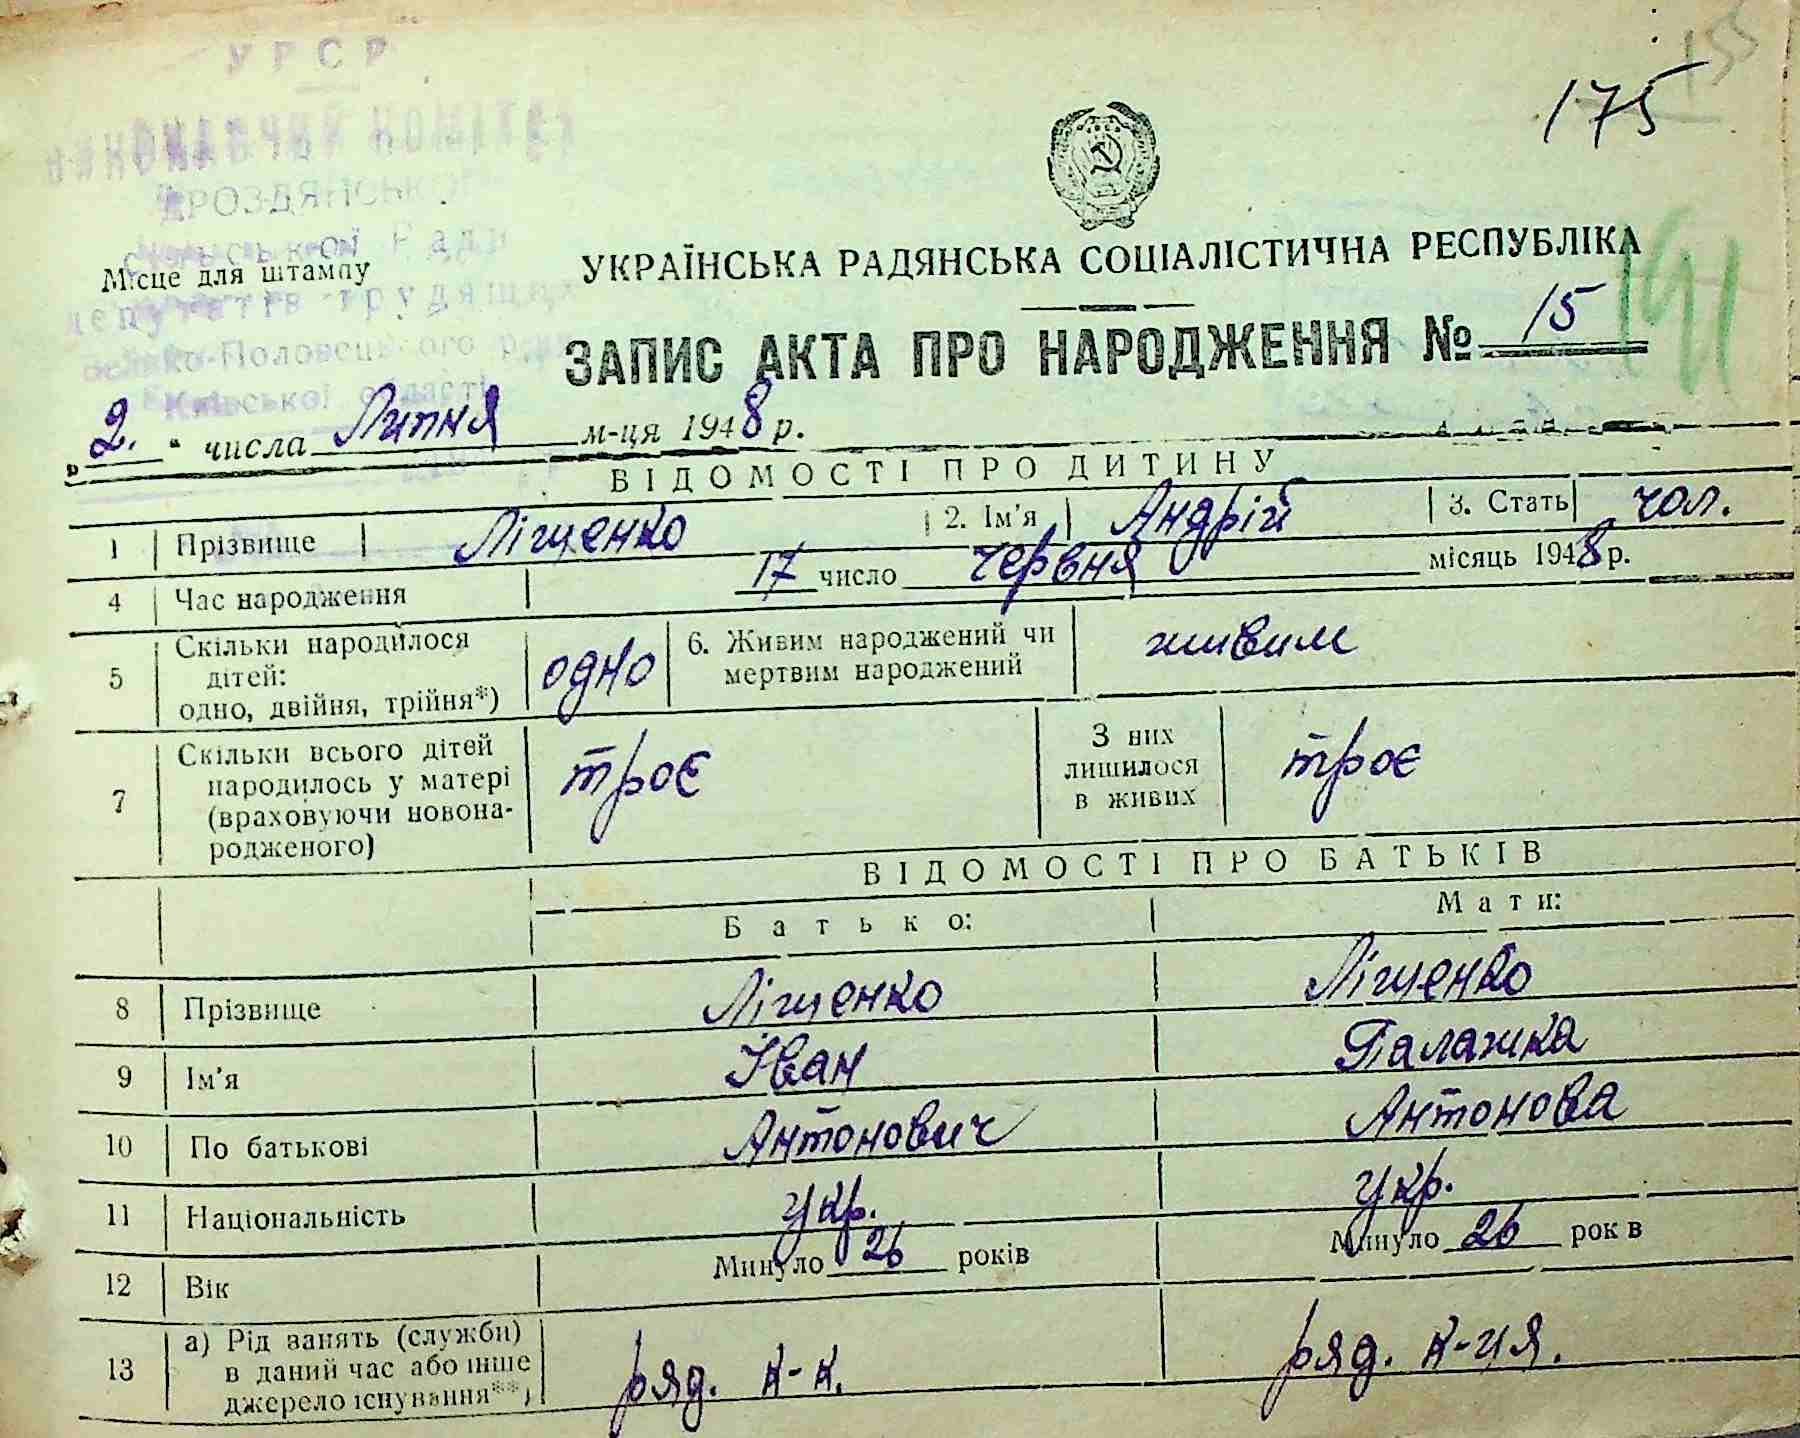 УРСР
155
175
ВИКОНАВЧИЙ КОМІТЕТ
ДРОЗДЯНСЬКОЇ
сільської Ради
Місце для штампу
УКРАЇНСЬКА РАДЯНСЬКА СОЦІАЛІСТИЧНА РЕСПУБЛІКА
депутатів трудящих
ЗАПИС АКТА ПРО НАРОДЖЕННЯ № 15
191
Велико-Половецького р
Київської області
„2." числа Липня м-ця 1948 р.
ВІДОМОСТІ ПРО ДИТИНУ
1 Прізвище Ліщенко 2. Ім'я Андрій 3. Стать чол.
4 Час народження 17 число червня місяць 1948 р.
5 Скільки народилося дітей: одно, двійня, трійня*) одно 6. Живим народжений чи мертвим народжений живим
7 Скільки всього дітей народилось у матері (враховуючи новона-родженого) троє З них лишилося в живих троє
ВІДОМОСТІ ПРО БАТЬКІВ
Батько: Мати:
8 Прізвище Ліщенко Ліщенко
9 Ім'я Іван Палажка
10 По батькові Антонович Антонова
11 Національність укр. укр.
12 Вік Минуло 26 років Минуло 26 рок в
13 а) Рід занять (служби) в даний час або інше джерело існування**) ряд. к-к. ряд. к-ця.